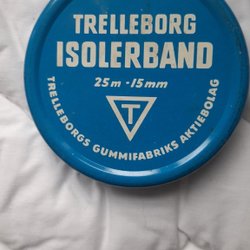 TRELLEBORG
ISOLERBAND
25m - 15mm
T
TRELLEBORGS GUMMIFABRIKS AKTIEBOLAG